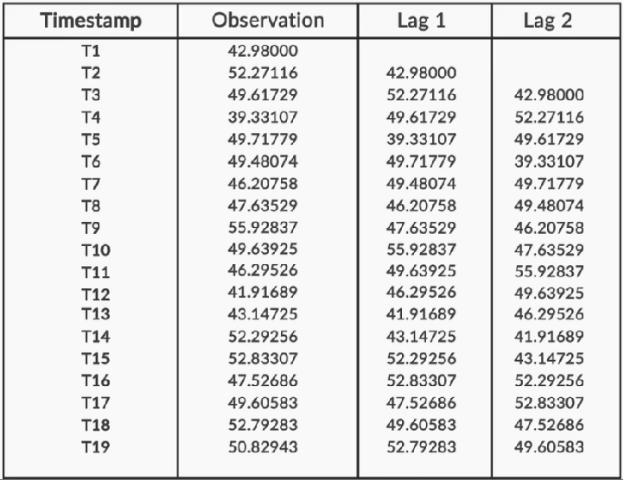 Timestamp Observation Lag 1 Lag 2
T1 42.98000
T2 52.27116 42.98000
T3 49.61729 52.27116 42.98000
T4 39.33107 49.61729 52.27116
T5 49.71779 39.33107 49.61729
T6 49.48074 49.71779 39.33107
T7 46.20758 49.48074 49.71779
T8 47.63529 46.20758 49.48074
T9 55.92837 47.63529 46.20758
T10 49.63925 55.92837 47.63529
T11 46.29526 49.63925 55.92837
T12 41.91689 46.29526 49.63925
T13 43.14725 41.91689 46.29526
T14 52.29256 43.14725 41.91689
T15 52.83307 52.29256 43.14725
T16 47.52686 52.83307 52.29256
T17 49.60583 47.52686 52.83307
T18 52.79283 49.60583 47.52686
T19 50.82943 52.79283 49.60583